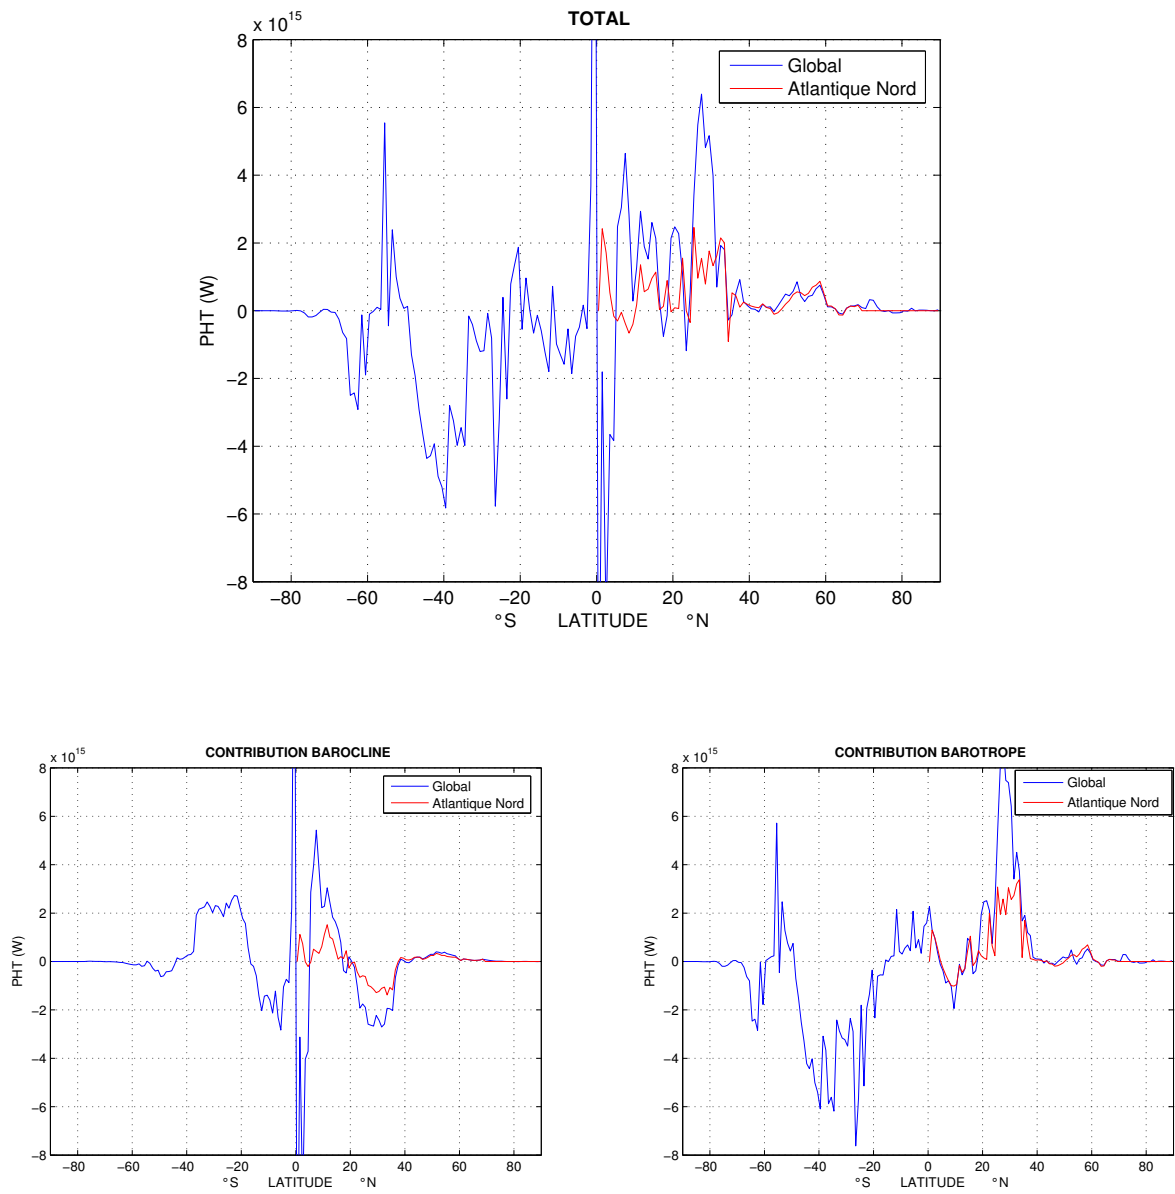 TOTAL
x 10^15
Global
Atlantique Nord
8
6
4
2
0
−2
−4
−6
−8
PHT (W)
−80 −60 −40 −20 0 20 40 60 80
°S LATITUDE °N
CONTRIBUTION BAROCLINE
x 10^15
Global
Atlantique Nord
8
6
4
2
0
−2
−4
−6
−8
PHT (W)
−80 −60 −40 −20 0 20 40 60 80
°S LATITUDE °N
CONTRIBUTION BAROTROPE
x 10^15
Global
Atlantique Nord
8
6
4
2
0
−2
−4
−6
−8
PHT (W)
−80 −60 −40 −20 0 20 40 60 80
°S LATITUDE °N